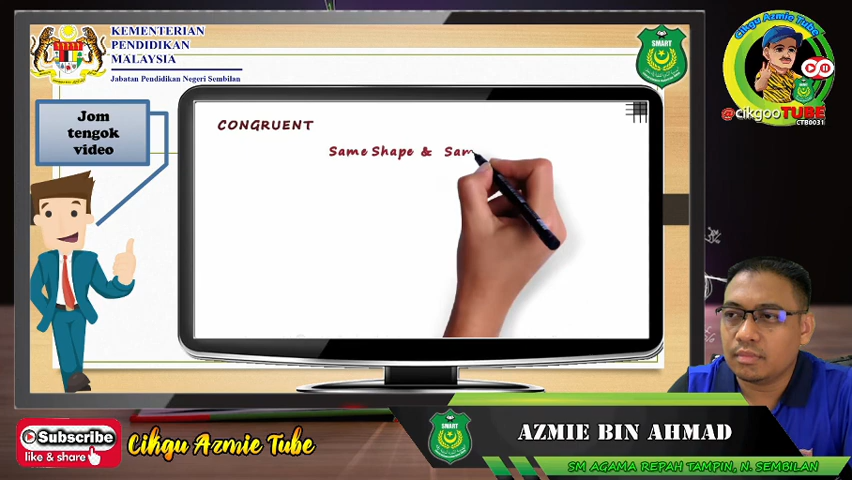 KEMENTERIAN
PENDIDIKAN
MALAYSIA
Jabatan Pendidikan Negeri Sembilan
SMART
Cikgu Azmie Tube
@cikgooTUBE
CTB0031
Jom
tengok
video
CONGRUENT
Same Shape & Sam
Subscribe
like & share
Cikgu Azmie Tube
AZMIE BIN AHMAD
SM AGAMA REPAH TAMPIN, N. SEMBILAN